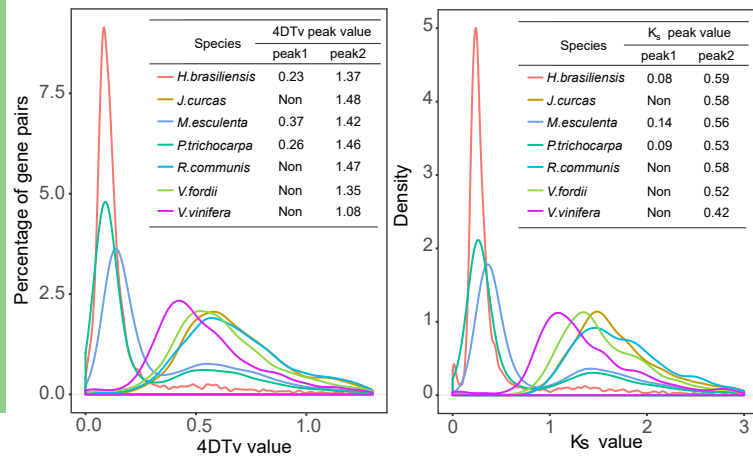 4DTv peak value
Species
peak1 peak2
H.brasiliensis 0.23 1.37
J.curcas Non 1.48
M.esculenta 0.37 1.42
P.trichocarpa 0.26 1.46
R.communis Non 1.47
V.fordii Non 1.35
V.vinifera Non 1.08
Percentage of gene pairs
7.5
5.0
2.5
0.0
0.0 0.5 1.0
4DTv value
Ks peak value
Species
peak1 peak2
H.brasiliensis 0.08 0.59
J.curcas Non 0.58
M.esculenta 0.14 0.56
P.trichocarpa 0.09 0.53
R.communis Non 0.58
V.fordii Non 0.52
V.vinifera Non 0.42
Density
5
4
3
2
1
0
0 1 2 3
Ks value